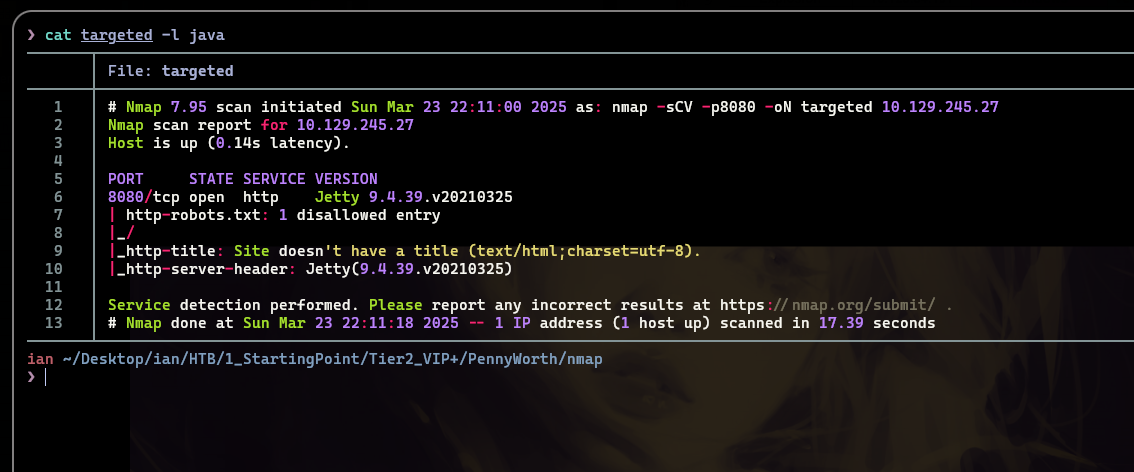 ❯ cat targeted -l java
File: targeted
1 # Nmap 7.95 scan initiated Sun Mar 23 22:11:00 2025 as: nmap -sCV -p8080 -oN targeted 10.129.245.27
2 Nmap scan report for 10.129.245.27
3 Host is up (0.14s latency).
4
5 PORT     STATE SERVICE VERSION
6 8080/tcp open  http    Jetty 9.4.39.v20210325
7 | http-robots.txt: 1 disallowed entry
8 |_/
9 |_http-title: Site doesn't have a title (text/html;charset=utf-8).
10 |_http-server-header: Jetty(9.4.39.v20210325)
11
12 Service detection performed. Please report any incorrect results at https://nmap.org/submit/ .
13 # Nmap done at Sun Mar 23 22:11:18 2025 -- 1 IP address (1 host up) scanned in 17.39 seconds
ian ~/Desktop/ian/HTB/1_StartingPoint/Tier2_VIP+/PennyWorth/nmap
❯